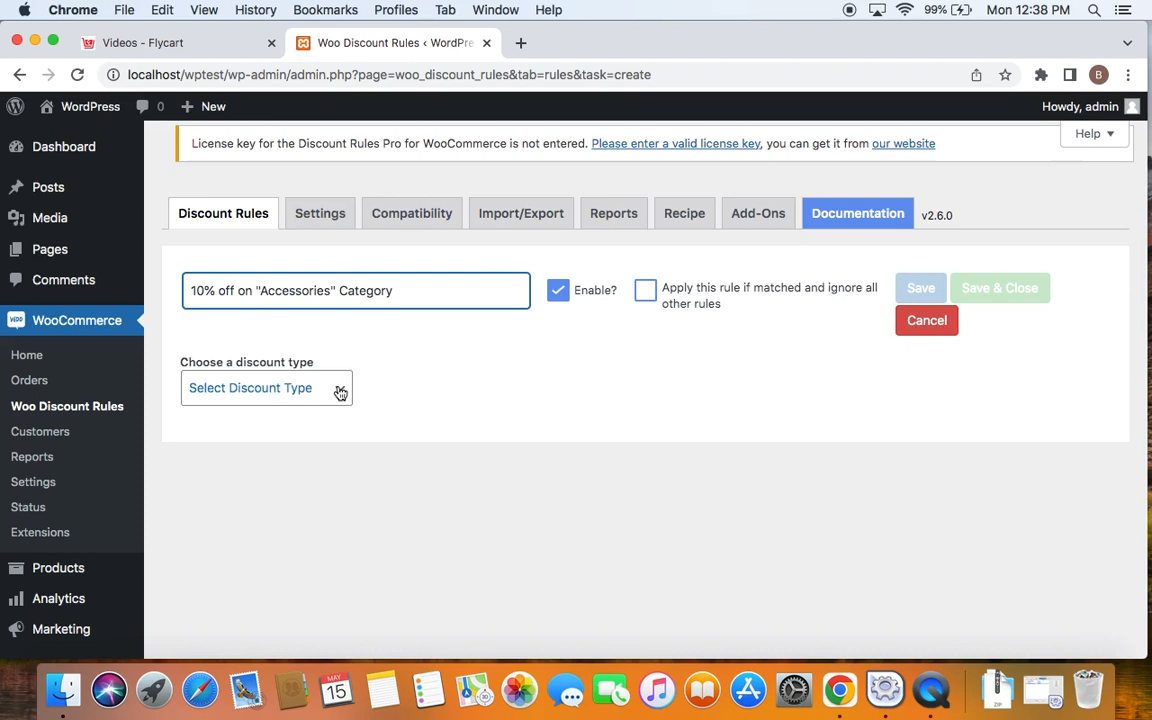 Chrome File Edit View History Bookmarks Profiles Tab Window Help 99% Mon 12:38 PM
Videos - Flycart Woo Discount Rules ‹ WordPre
localhost/wptest/wp-admin/admin.php?page=woo_discount_rules&tab=rules&task=create B
WordPress 0 New Howdy, admin
Help
License key for the Discount Rules Pro for WooCommerce is not entered. Please enter a valid license key, you can get it from our website
Dashboard
Posts
Media
Pages
Comments
WooCommerce
Home
Orders
Woo Discount Rules
Customers
Reports
Settings
Status
Extensions
Products
Analytics
Marketing
Discount Rules Settings Compatibility Import/Export Reports Recipe Add-Ons Documentation v2.6.0
10% off on "Accessories" Category Enable? Apply this rule if matched and ignore all
other rules
Save Save & Close
Cancel
Choose a discount type
Select Discount Type
MAY
15
ZIP